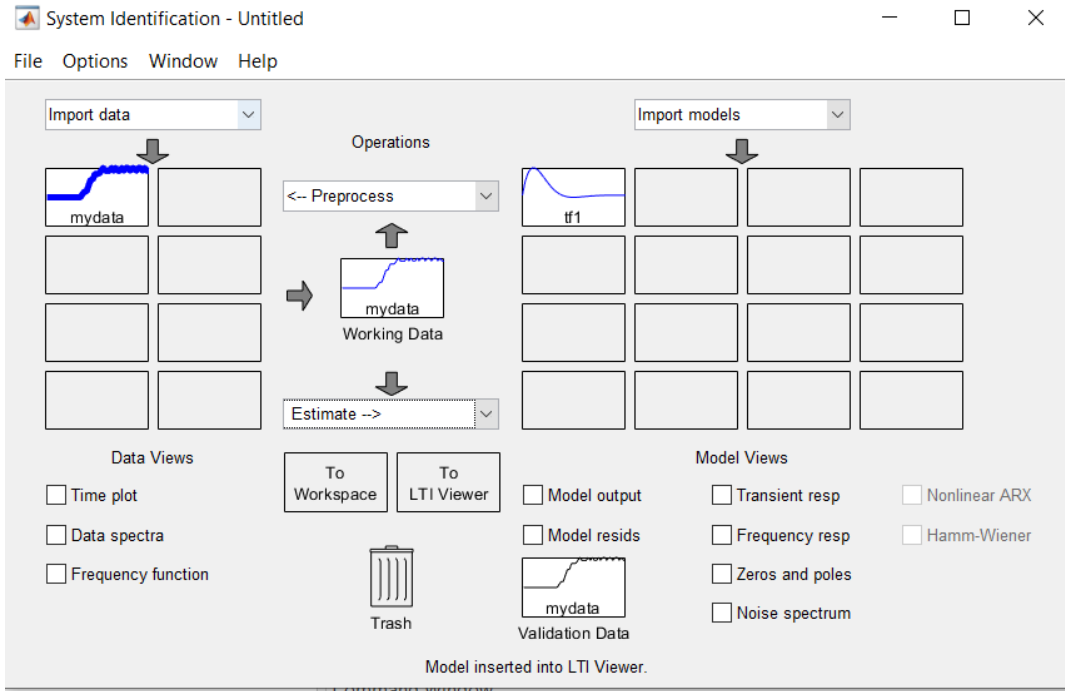 System Identification - Untitled
File Options Window Help
Import data
Import models
Operations
<-- Preprocess
mydata
tf1
mydata
Working Data
Estimate -->
Data Views
Model Views
To Workspace
To LTI Viewer
Time plot
Model output
Transient resp
Nonlinear ARX
Data spectra
Model resids
Frequency resp
Hamm-Wiener
Frequency function
Zeros and poles
mydata
Noise spectrum
Trash
Validation Data
Model inserted into LTI Viewer.